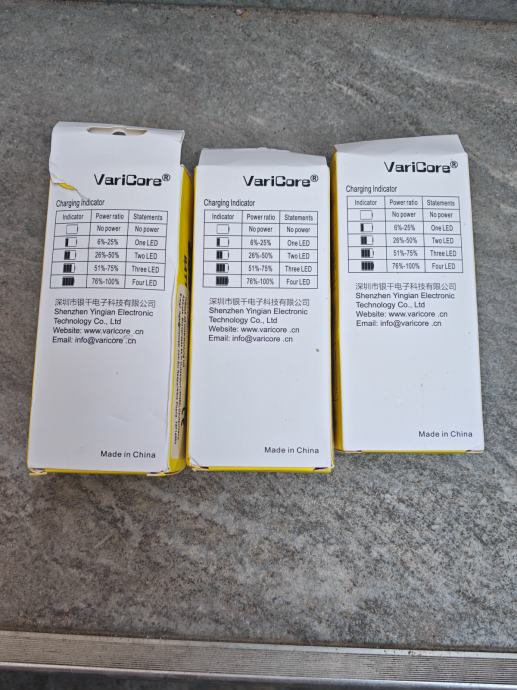 VariCore®
Charging Indicator
Indicator Power ratio Statements
No power No power
6%-25% One LED
26%-50% Two LED
51%-75% Three LED
76%-100% Four LED
深圳市银干电子科技有限公司
Shenzhen Yingian Electronic
Technology Co., Ltd
Website: www.varicore .cn
Email: info@varicore .cn
Made in China
VariCore®
Charging Indicator
Indicator Power ratio Statements
No power No power
6%-25% One LED
26%-50% Two LED
51%-75% Three LED
76%-100% Four LED
深圳市银干电子科技有限公司
Shenzhen Yingian Electronic
Technology Co., Ltd
Website: www.varicore .cn
Email: info@varicore .cn
Made in China
VariCore®
Charging Indicator
Indicator Power ratio Statements
No power No power
6%-25% One LED
26%-50% Two LED
51%-75% Three LED
76%-100% Four LED
深圳市银干电子科技有限公司
Shenzhen Yingian Electronic
Technology Co., Ltd
Website: www.varicore .cn
Email: info@varicore .cn
Made in China